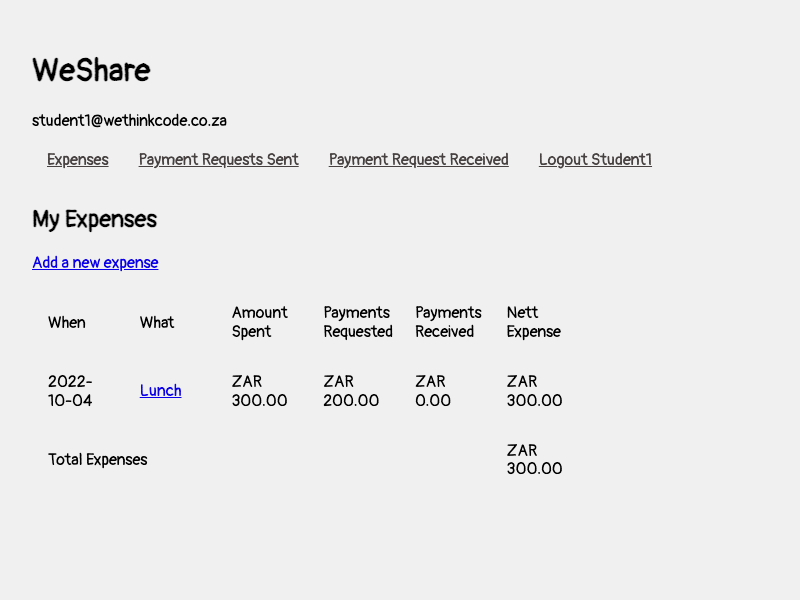 WeShare
student1@wethinkcode.co.za
Expenses Payment Requests Sent Payment Request Received Logout Student1
My Expenses
Add a new expense
When What Amount Spent Payments Requested Payments Received Nett Expense
2022-10-04 Lunch ZAR 300.00 ZAR 200.00 ZAR 0.00 ZAR 300.00
Total Expenses ZAR 300.00